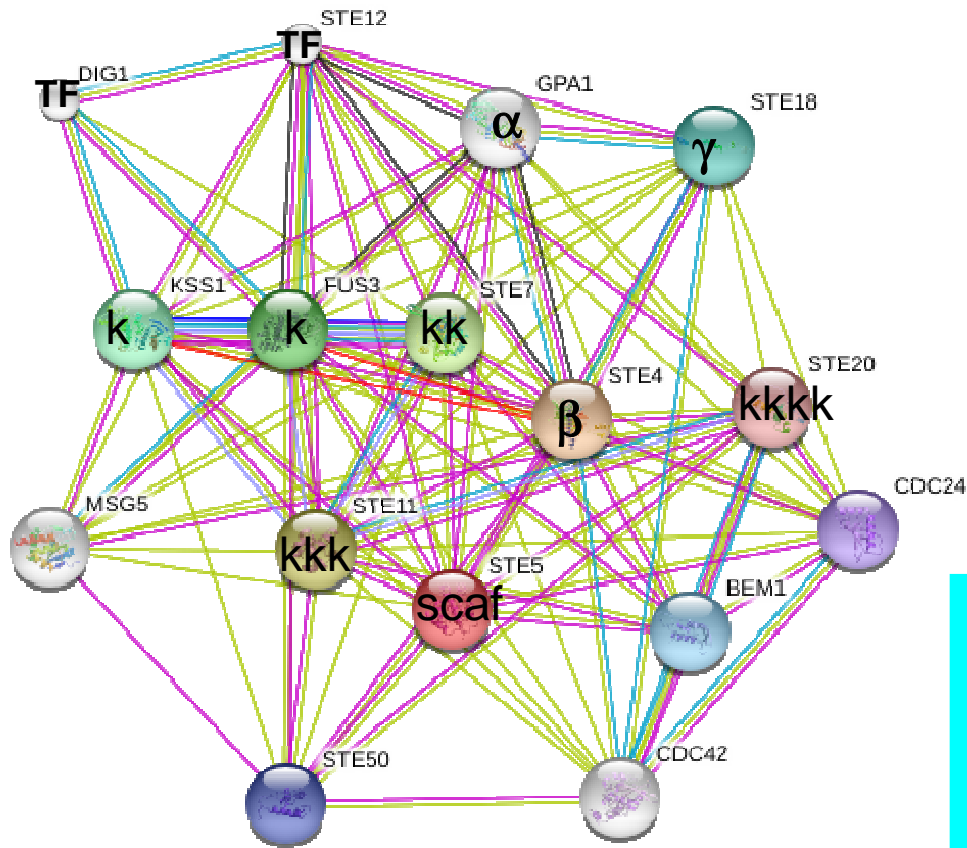 STE12
TF
DIG1
TF
GPA1
α
STE18
γ
KSS1
k
FUS3
k
STE7
kk
STE4
β
STE20
kkkk
MSG5
STE11
kkk
STE5
scaf
CDC24
BEM1
STE50
CDC42